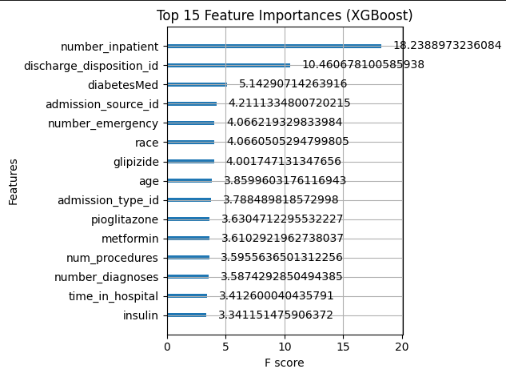 Top 15 Feature Importances (XGBoost)
number_inpatient 18.2388973236084
discharge_disposition_id 10.460678100585938
diabetesMed 5.14290714263916
admission_source_id 4.2111334800720215
number_emergency 4.066219329833984
race 4.0660505294799805
glipizide 4.001747131347656
age 3.8599603176116943
admission_type_id 3.788489818572998
pioglitazone 3.6304712295532227
metformin 3.6102921962738037
num_procedures 3.5955636501312256
number_diagnoses 3.5874292850494385
time_in_hospital 3.412600040435791
insulin 3.341151475906372
Features
0 5 10 15 20
F score